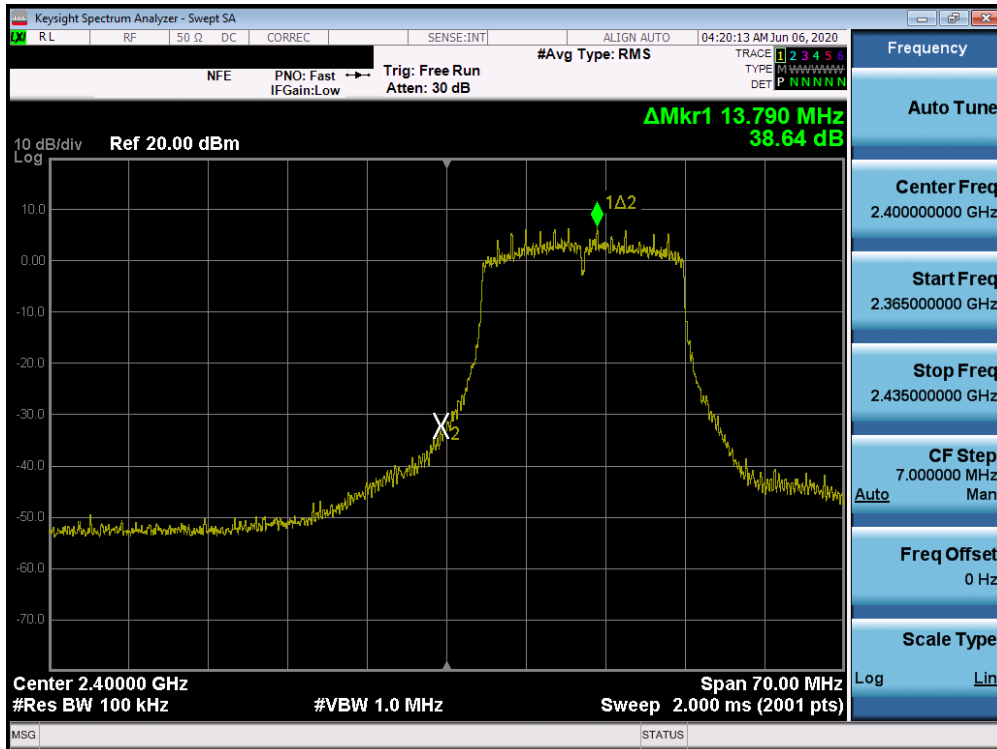 Keysight Spectrum Analyzer - Swept SA
LXI RL RF 50 Ω DC CORREC SENSE:INT ALIGN AUTO 04:20:13 AM Jun 06, 2020
NFE PNO: Fast Trig: Free Run #Avg Type: RMS TRACE 1 2 3 4 5 6
IFGain:Low Atten: 30 dB TYPE M W W W W W
DET P N N N N N
ΔMkr1 13.790 MHz
38.64 dB
10 dB/div Ref 20.00 dBm
Log
10.0
0.00
-10.0
-20.0
-30.0
-40.0
-50.0
-60.0
-70.0
1Δ2
2
Center 2.40000 GHz Span 70.00 MHz
#Res BW 100 kHz #VBW 1.0 MHz Sweep 2.000 ms (2001 pts)
MSG STATUS
Frequency
Auto Tune
Center Freq
2.400000000 GHz
Start Freq
2.365000000 GHz
Stop Freq
2.435000000 GHz
CF Step
7.000000 MHz
Auto Man
Freq Offset
0 Hz
Scale Type
Log Lin